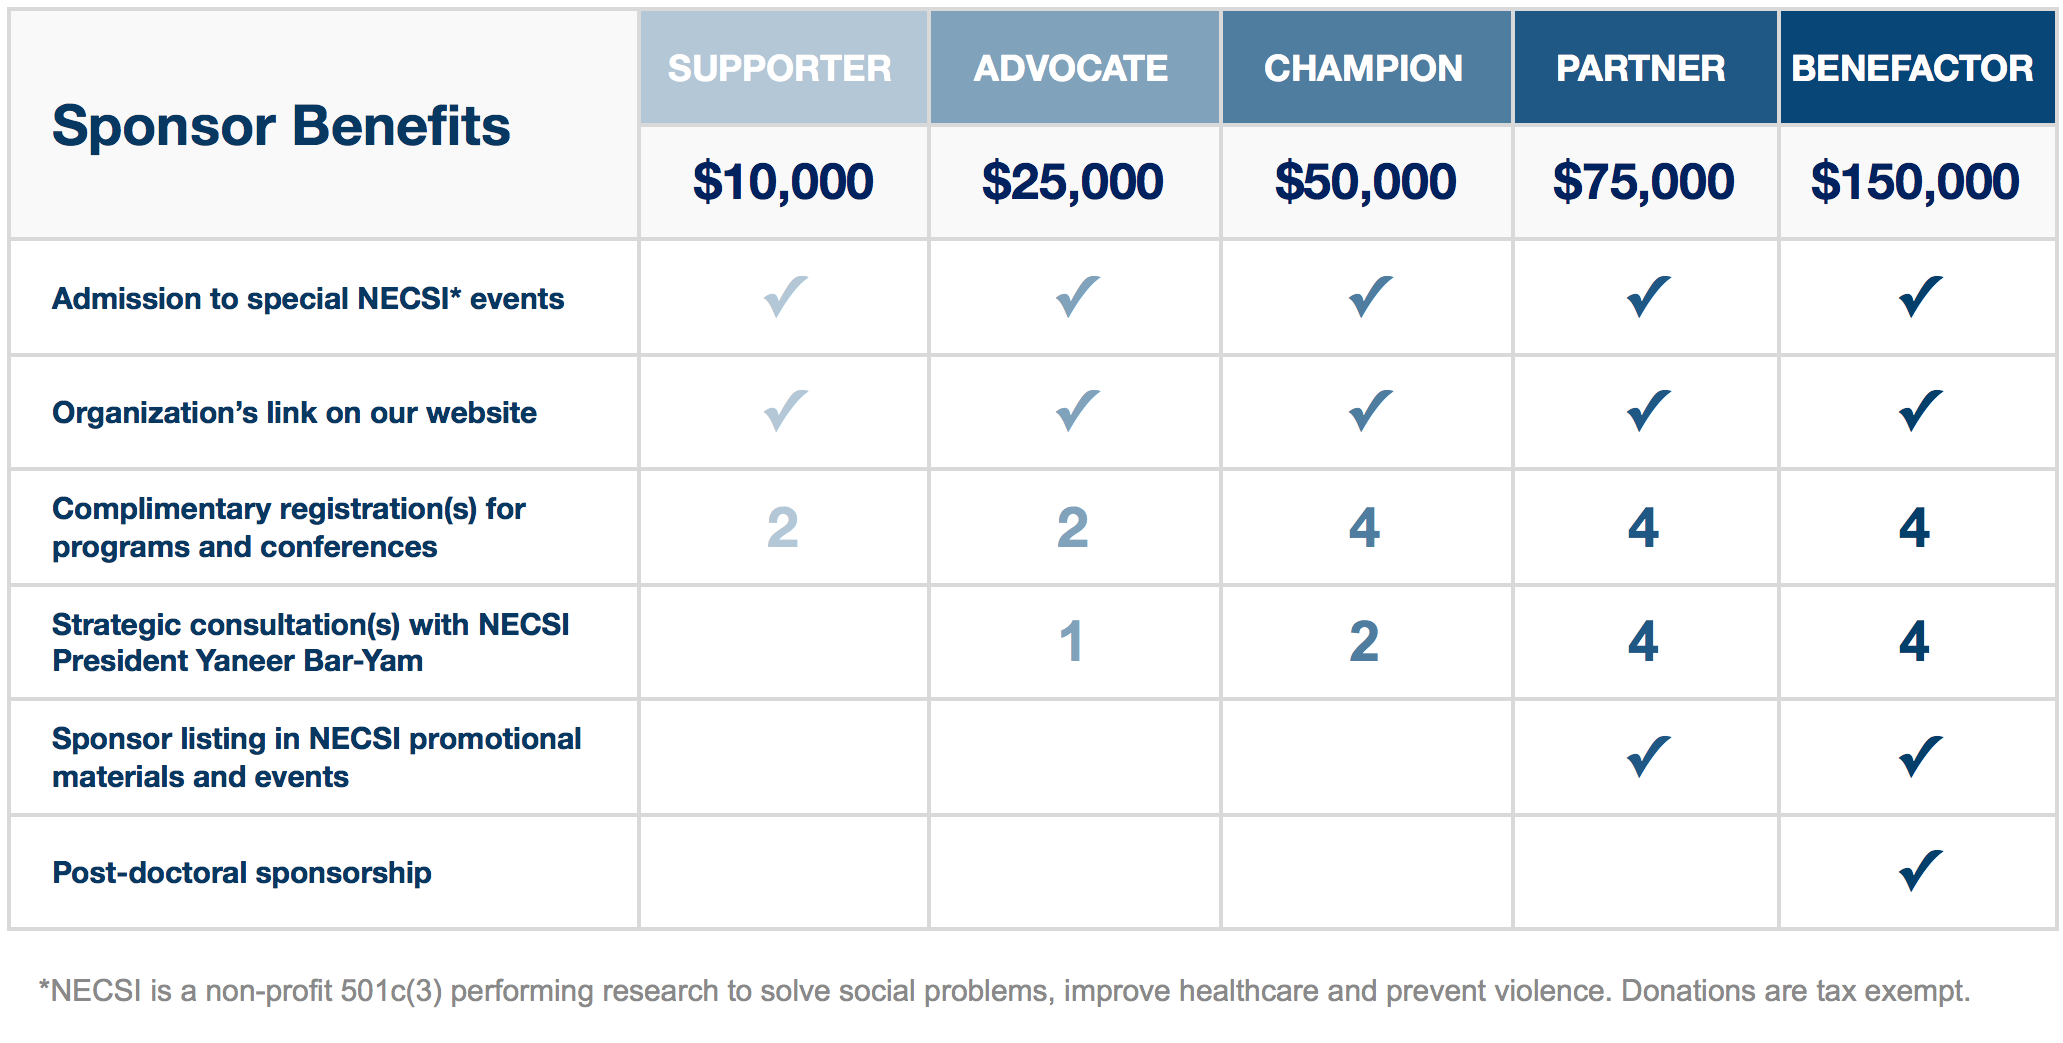 Sponsor Benefits
SUPPORTER ADVOCATE CHAMPION PARTNER BENEFACTOR
$10,000 $25,000 $50,000 $75,000 $150,000
Admission to special NECSI* events ✓ ✓ ✓ ✓ ✓
Organization’s link on our website ✓ ✓ ✓ ✓ ✓
Complimentary registration(s) for
programs and conferences
2 2 4 4 4
Strategic consultation(s) with NECSI
President Yaneer Bar-Yam
1 2 4 4
Sponsor listing in NECSI promotional
materials and events
✓ ✓
Post-doctoral sponsorship ✓
*NECSI is a non-profit 501c(3) performing research to solve social problems, improve healthcare and prevent violence. Donations are tax exempt.